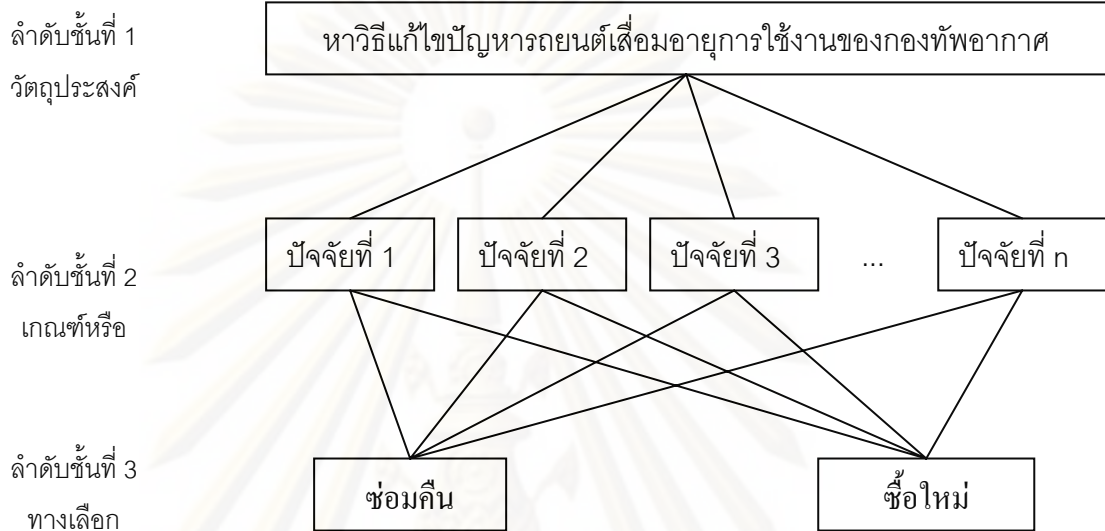 ลำดับชั้นที่ 1
วัตถุประสงค์
หาวิธีแก้ไขปัญหารถยนต์เสื่อมอายุการใช้งานของกองทัพอากาศ
ลำดับชั้นที่ 2
เกณฑ์หรือ
ปัจจัยที่ 1
ปัจจัยที่ 2
ปัจจัยที่ 3
...
ปัจจัยที่ n
ลำดับชั้นที่ 3
ทางเลือก
ซ่อมคืน
ซื้อใหม่